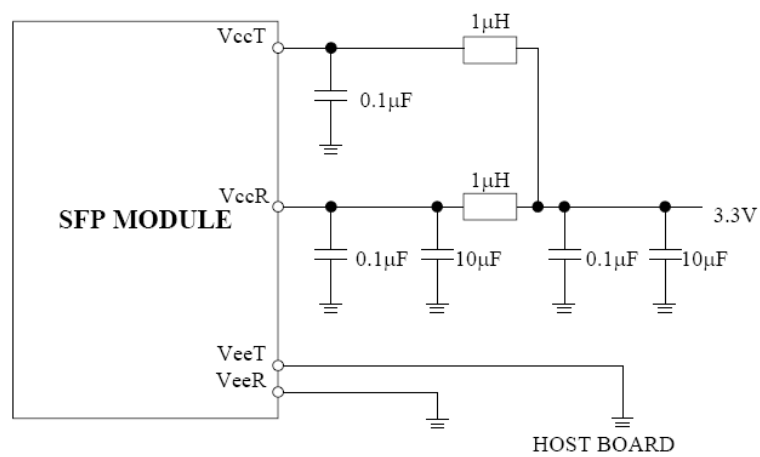 VccT
1μH
0.1μF
1μH
VccR
3.3V
SFP MODULE
0.1μF
10μF
0.1μF
10μF
VeeT
VeeR
HOST BOARD